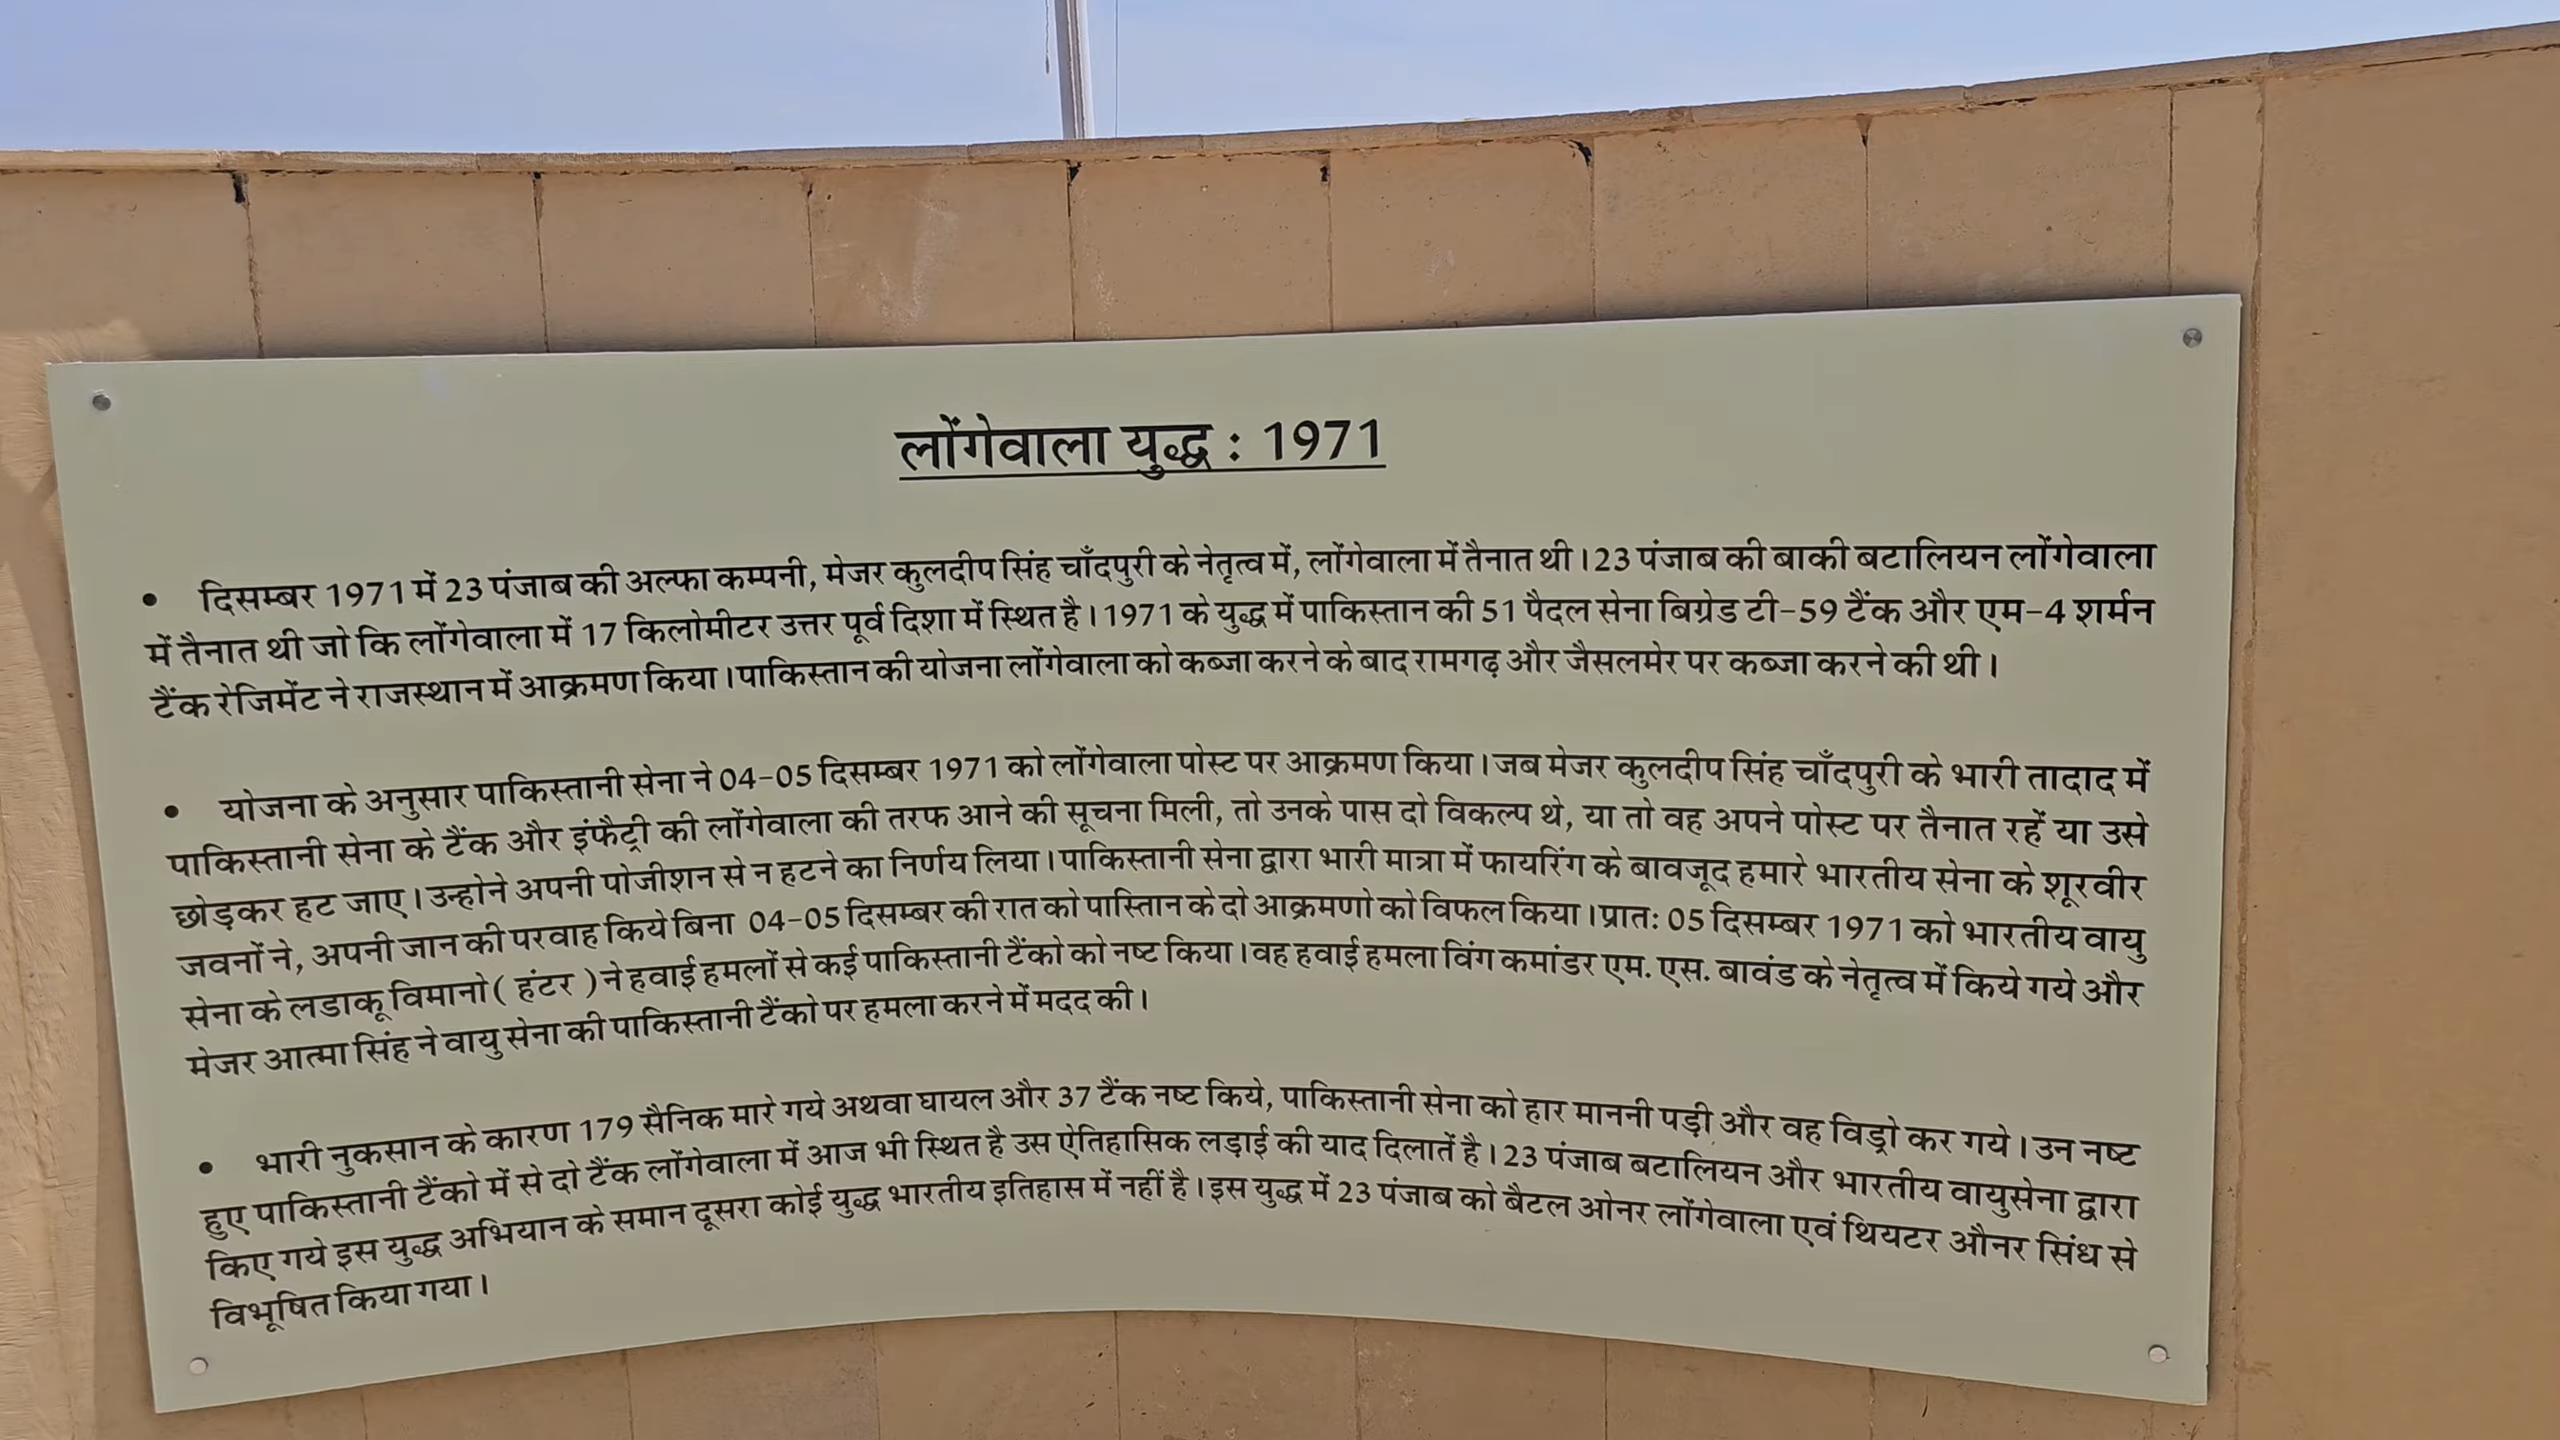 लोंगेवाला युद्ध : 1971
• दिसम्बर 1971 में 23 पंजाब की अल्फा कम्पनी, मेजर कुलदीप सिंह चाँदपुरी के नेतृत्व में, लोंगेवाला में तैनात थी। 23 पंजाब की बाकी बटालियन लोंगेवाला
में तैनात थी जो कि लोंगेवाला में 17 किलोमीटर उत्तर पूर्व दिशा में स्थित है। 1971 के युद्ध में पाकिस्तान की 51 पैदल सेना बिग्रेड टी-59 टैंक और एम-4 शर्मन
टैंक रेजिमेंट ने राजस्थान में आक्रमण किया। पाकिस्तान की योजना लोंगेवाला को कब्जा करने के बाद रामगढ़ और जैसलमेर पर कब्जा करने की थी।
• योजना के अनुसार पाकिस्तानी सेना ने 04-05 दिसम्बर 1971 को लोंगेवाला पोस्ट पर आक्रमण किया। जब मेजर कुलदीप सिंह चाँदपुरी के भारी तादाद में
पाकिस्तानी सेना के टैंक और इंफैट्री की लोंगेवाला की तरफ आने की सूचना मिली, तो उनके पास दो विकल्प थे, या तो वह अपने पोस्ट पर तैनात रहें या उसे
छोड़कर हट जाए। उन्होने अपनी पोजीशन से न हटने का निर्णय लिया। पाकिस्तानी सेना द्वारा भारी मात्रा में फायरिंग के बावजूद हमारे भारतीय सेना के शूरवीर
जवनों ने, अपनी जान की परवाह किये बिना 04-05 दिसम्बर की रात को पास्तिान के दो आक्रमणो को विफल किया। प्रातः 05 दिसम्बर 1971 को भारतीय वायु
सेना के लडाकू विमानो ( हंटर ) ने हवाई हमलों से कई पाकिस्तानी टैंको को नष्ट किया। वह हवाई हमला विंग कमांडर एम. एस. बावंड के नेतृत्व में किये गये और
मेजर आत्मा सिंह ने वायु सेना की पाकिस्तानी टैंको पर हमला करने में मदद की।
• भारी नुकसान के कारण 179 सैनिक मारे गये अथवा घायल और 37 टैंक नष्ट किये, पाकिस्तानी सेना को हार माननी पड़ी और वह विड्रो कर गये। उन नष्ट
हुए पाकिस्तानी टैंको में से दो टैंक लोंगेवाला में आज भी स्थित है उस ऐतिहासिक लड़ाई की याद दिलातें है। 23 पंजाब बटालियन और भारतीय वायुसेना द्वारा
किए गये इस युद्ध अभियान के समान दूसरा कोई युद्ध भारतीय इतिहास में नहीं है। इस युद्ध में 23 पंजाब को बैटल ओनर लोंगेवाला एवं थियटर औनर सिंध से
विभूषित किया गया।